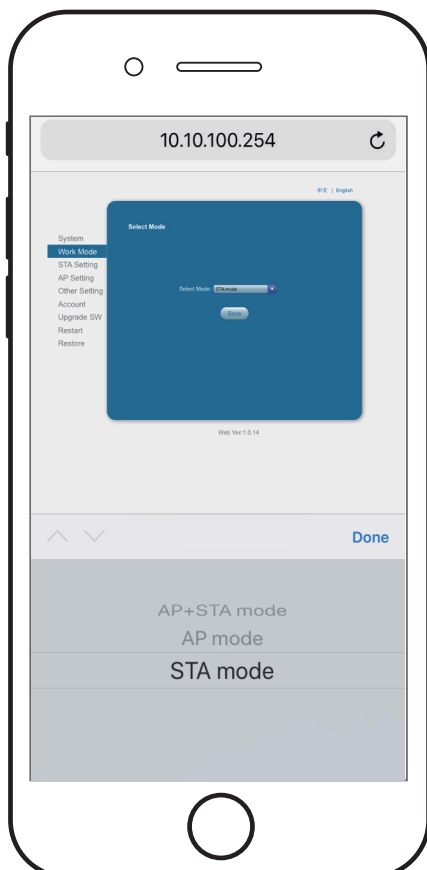 10.10.100.254
中文 | English
Select Mode
System
Work Mode
STA Setting
AP Setting
Other Setting
Account
Upgrade SW
Restart
Restore
Select Mode: STA mode
Save
Web Ver:1.0.14
Done
AP+STA mode
AP mode
STA mode